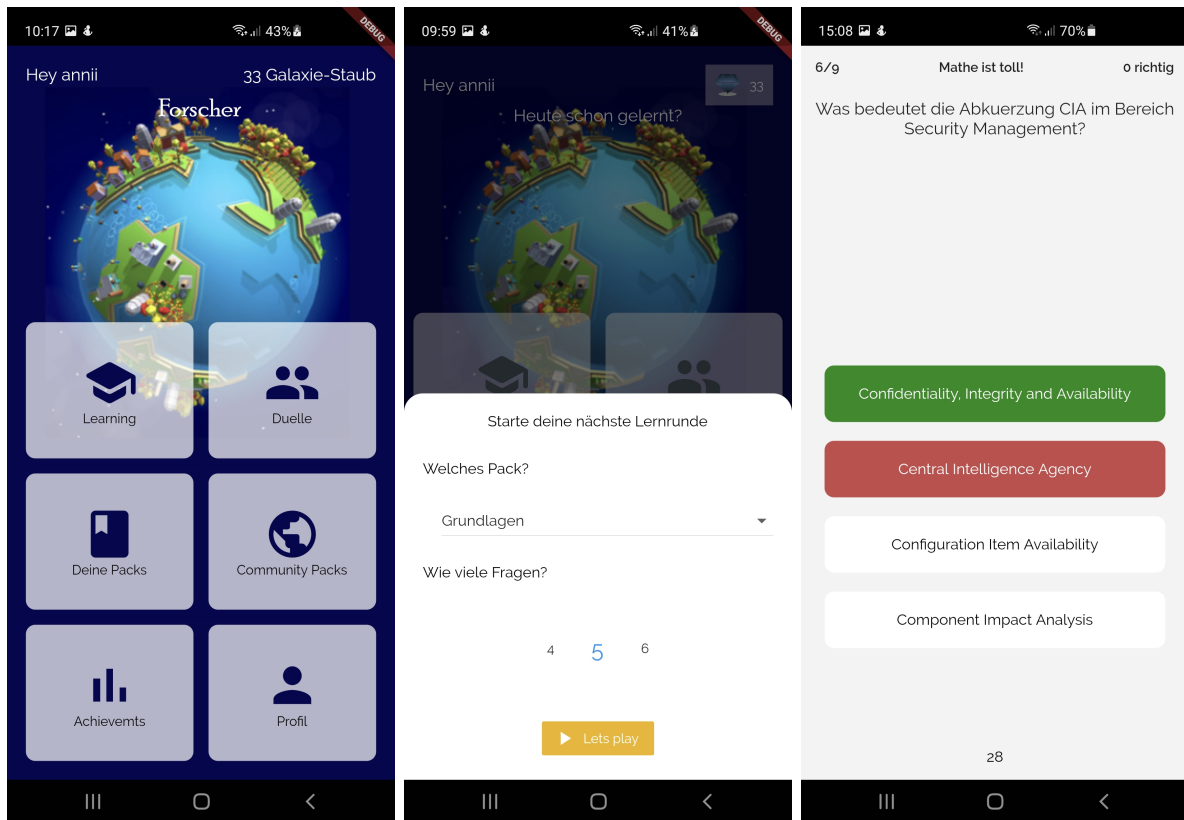 10:17 43%
DEBUG
Hey annii 33 Galaxie-Staub
Forscher
Learning Duelle
Deine Packs Community Packs
Achievemts Profil
09:59 41%
DEBUG
Hey annii 33
Heute schon gelernt?
Starte deine nächste Lernrunde
Welches Pack?
Grundlagen
Wie viele Fragen?
4 5 6
Lets play
15:08 70%
6/9 Mathe ist toll! 0 richtig
Was bedeutet die Abkuerzung CIA im Bereich
Security Management?
Confidentiality, Integrity and Availability
Central Intelligence Agency
Configuration Item Availability
Component Impact Analysis
28